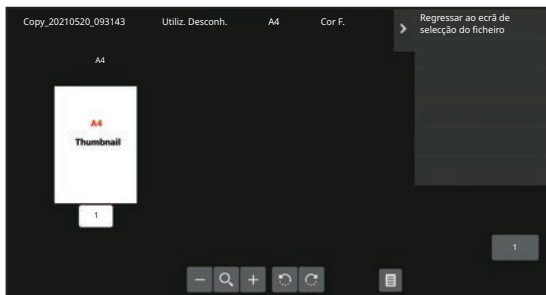 Copy_20210520_093143 Utiliz. Desconh. A4 Cor F.
Regressar ao ecrã de
selecção do ficheiro
A4
A4
Thumbnail
1
1